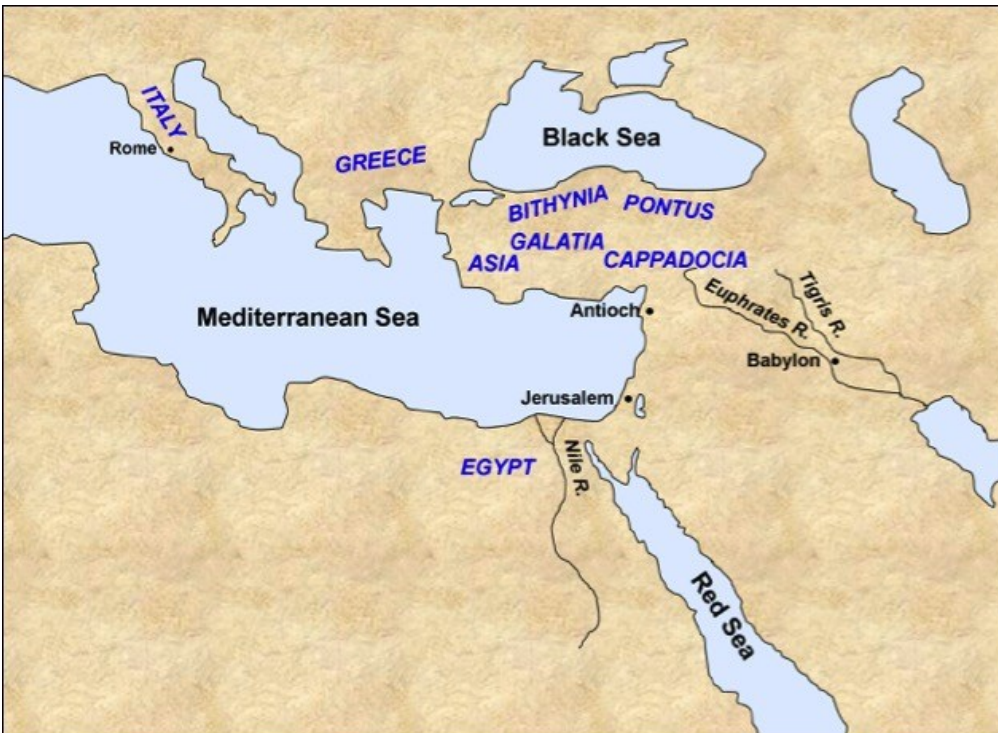 ITALY
Rome
GREECE
Black Sea
BITHYNIA
PONTUS
GALATIA
ASIA
CAPPADOCIA
Mediterranean Sea
Antioch
Euphrates R.
Tigris R.
Babylon
Jerusalem
EGYPT
Nile R.
Red Sea